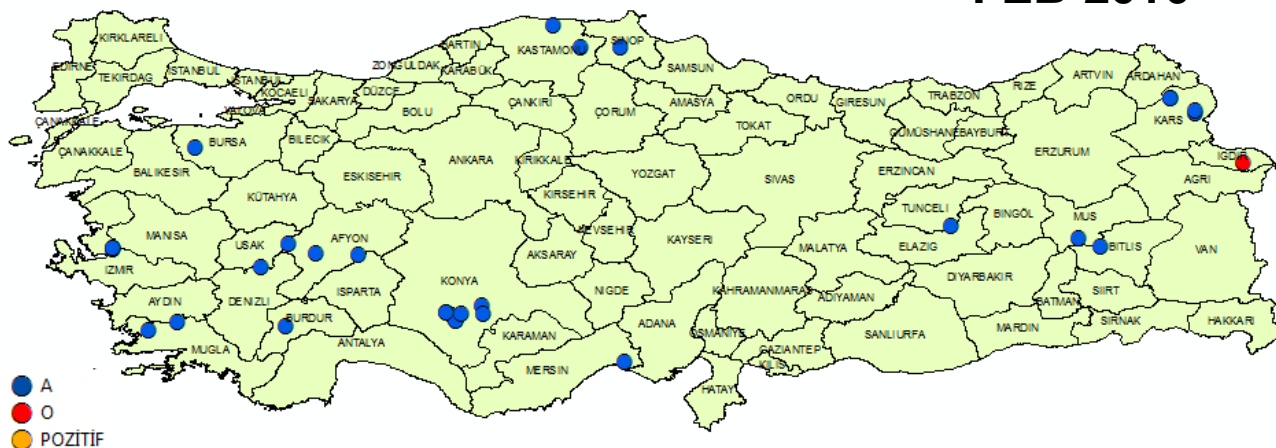 KIRKLARELI
EDIRNE
TEKIRDAG
ISTANBUL
ISTANBUL
KOCAELI
YALOVA
SAKARYA
DÜZCE
ZONGULDAK
BARTIN
KARABÜK
KASTAMONU
SINOP
SAMSUN
ORDU
GIRESUN
TRABZON
RIZE
ARTVIN
ARDAHAN
KARS
IGDIR
AGRI
ÇANAKKALE
ÇANAKKALE
BALIKESIR
BURSA
BILECIK
BOLU
ÇANKIRI
ÇORUM
AMASYA
TOKAT
GÜMÜSHANE
BAYBURT
ERZURUM
ERZINCAN
ESKISEHIR
ANKARA
KIRIKKALE
YOZGAT
SIVAS
KÜTAHYA
KIRSEHIR
TUNCELI
BINGÖL
MUS
MANISA
USAK
AFYON
NEVSEHIR
KAYSERI
MALATYA
ELAZIG
BITLIS
VAN
IZMIR
AKSARAY
KONYA
NIGDE
DIYARBAKIR
SIIRT
AYDIN
DENIZLI
ISPARTA
KAHRAMANMARAS
ADIYAMAN
BATMAN
BURDUR
KARAMAN
ADANA
OSMANIYE
SANLIURFA
MARDIN
SIRNAK
HAKKARI
MUGLA
ANTALYA
MERSIN
GAZIANTEP
KILIS
HATAY
A
O
POZİTİF